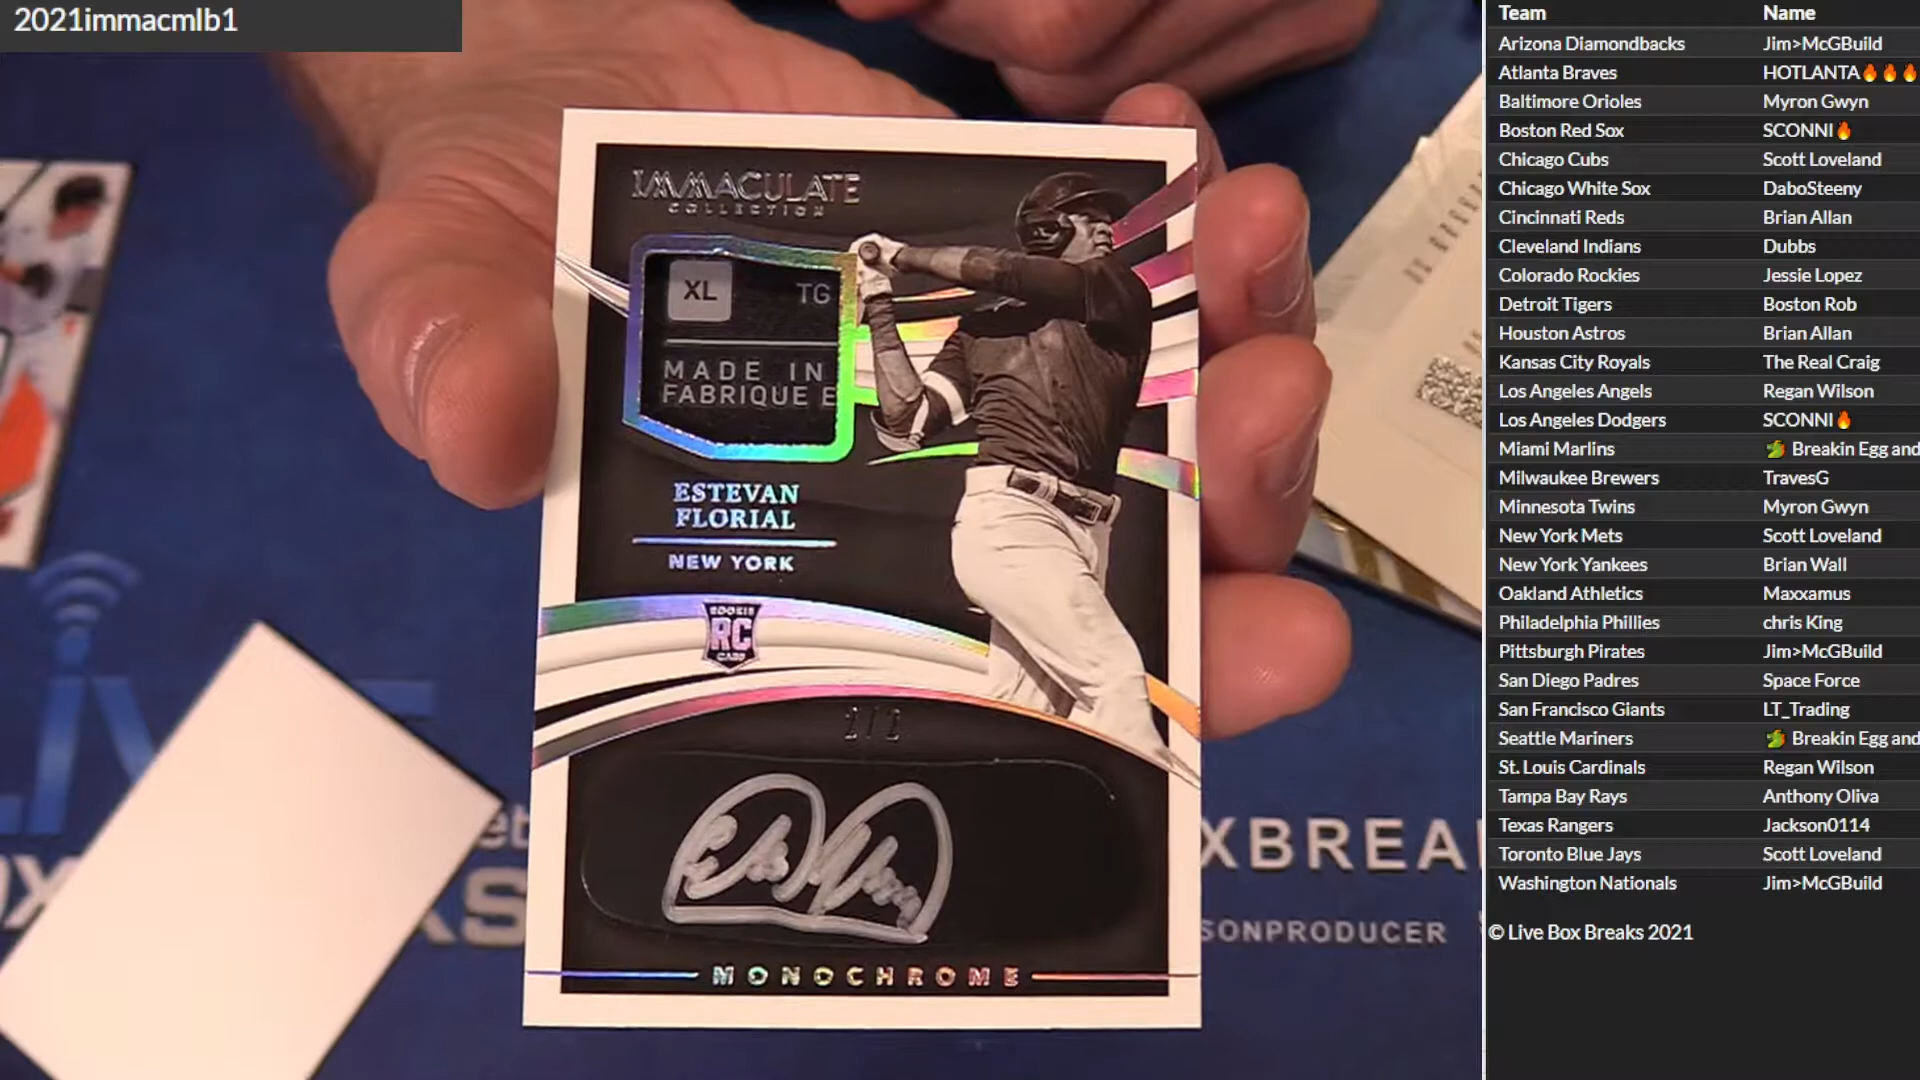 2021immacmlb1
IMMACULATE
COLLECTION
XL TG
MADE IN
FABRIQUE E
ESTEVAN
FLORIAL
NEW YORK
ROOKIE
RC
CARD
2/2
MONOCHROME
XBREA
SONPRODUCER
Team Name
Arizona Diamondbacks Jim>McGBuild
Atlanta Braves HOTLANTA🔥🔥🔥
Baltimore Orioles Myron Gwyn
Boston Red Sox SCONNI🔥
Chicago Cubs Scott Loveland
Chicago White Sox DaboSteeny
Cincinnati Reds Brian Allan
Cleveland Indians Dubbs
Colorado Rockies Jessie Lopez
Detroit Tigers Boston Rob
Houston Astros Brian Allan
Kansas City Royals The Real Craig
Los Angeles Angels Regan Wilson
Los Angeles Dodgers SCONNI🔥
Miami Marlins 🐲 Breakin Egg and
Milwaukee Brewers TravesG
Minnesota Twins Myron Gwyn
New York Mets Scott Loveland
New York Yankees Brian Wall
Oakland Athletics Maxxamus
Philadelphia Phillies chris King
Pittsburgh Pirates Jim>McGBuild
San Diego Padres Space Force
San Francisco Giants LT_Trading
Seattle Mariners 🐲 Breakin Egg and
St. Louis Cardinals Regan Wilson
Tampa Bay Rays Anthony Oliva
Texas Rangers Jackson0114
Toronto Blue Jays Scott Loveland
Washington Nationals Jim>McGBuild
© Live Box Breaks 2021